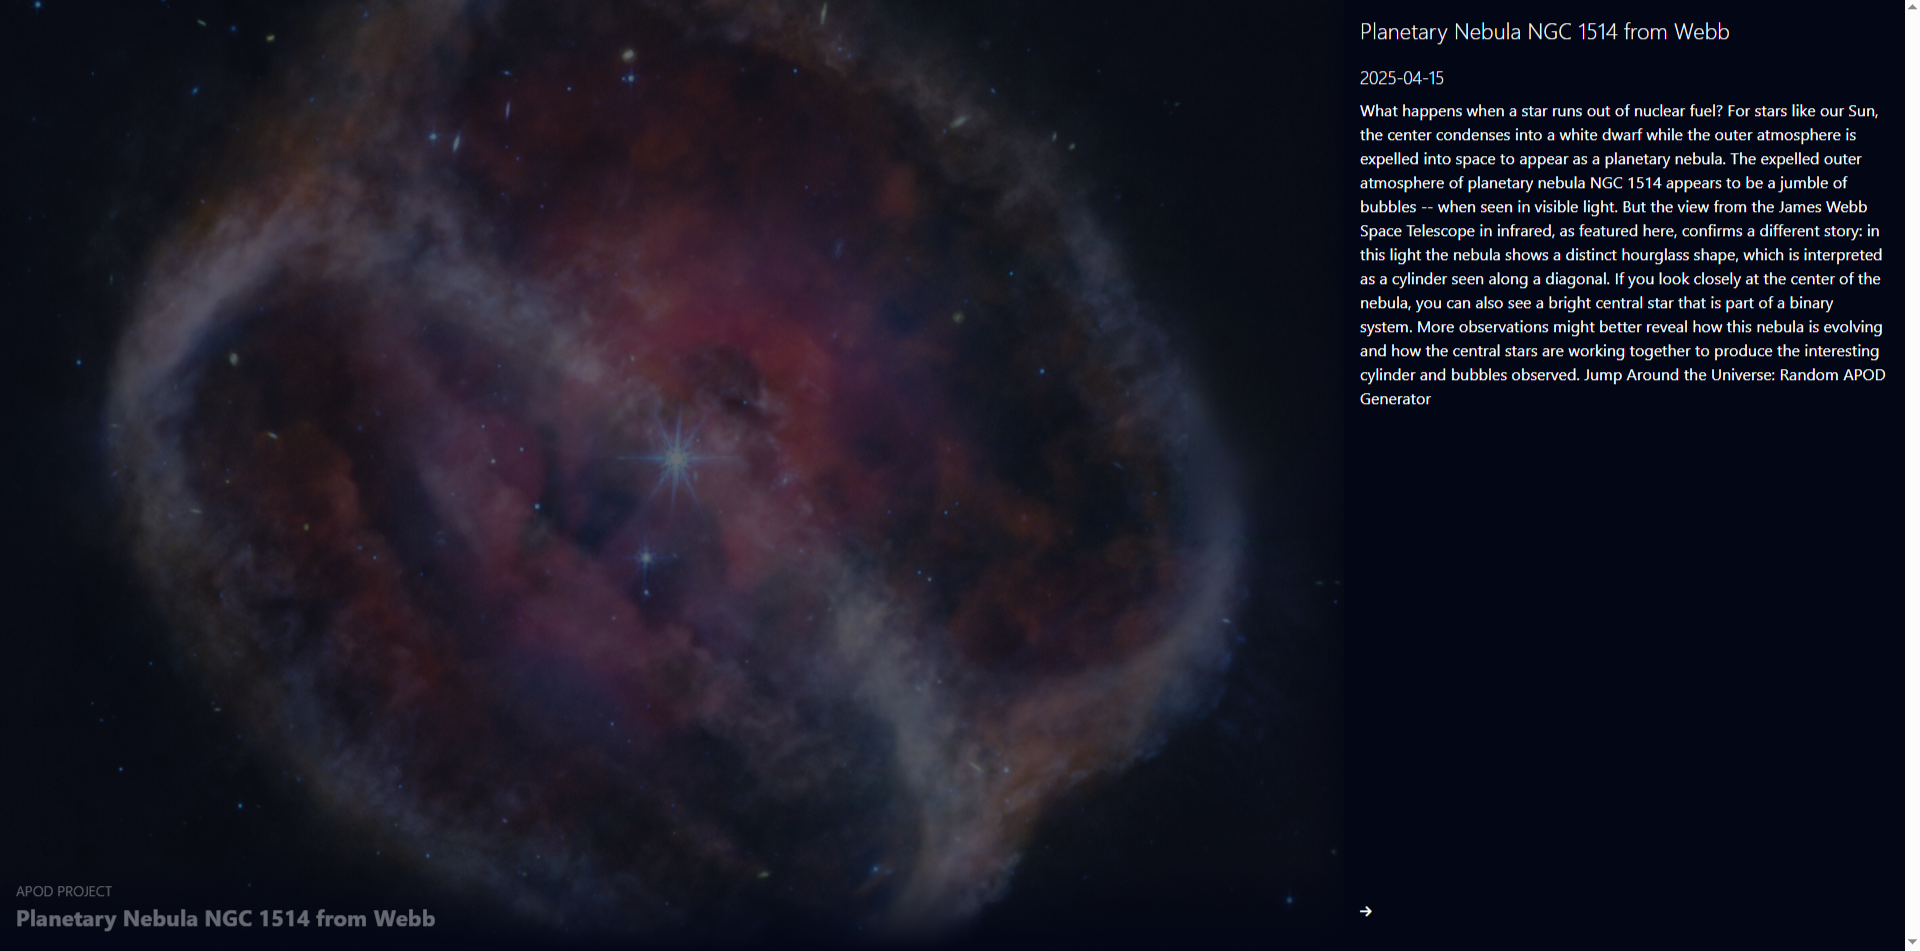 Planetary Nebula NGC 1514 from Webb
2025-04-15
What happens when a star runs out of nuclear fuel? For stars like our Sun,
the center condenses into a white dwarf while the outer atmosphere is
expelled into space to appear as a planetary nebula. The expelled outer
atmosphere of planetary nebula NGC 1514 appears to be a jumble of
bubbles -- when seen in visible light. But the view from the James Webb
Space Telescope in infrared, as featured here, confirms a different story: in
this light the nebula shows a distinct hourglass shape, which is interpreted
as a cylinder seen along a diagonal. If you look closely at the center of the
nebula, you can also see a bright central star that is part of a binary
system. More observations might better reveal how this nebula is evolving
and how the central stars are working together to produce the interesting
cylinder and bubbles observed. Jump Around the Universe: Random APOD
Generator
APOD PROJECT
Planetary Nebula NGC 1514 from Webb